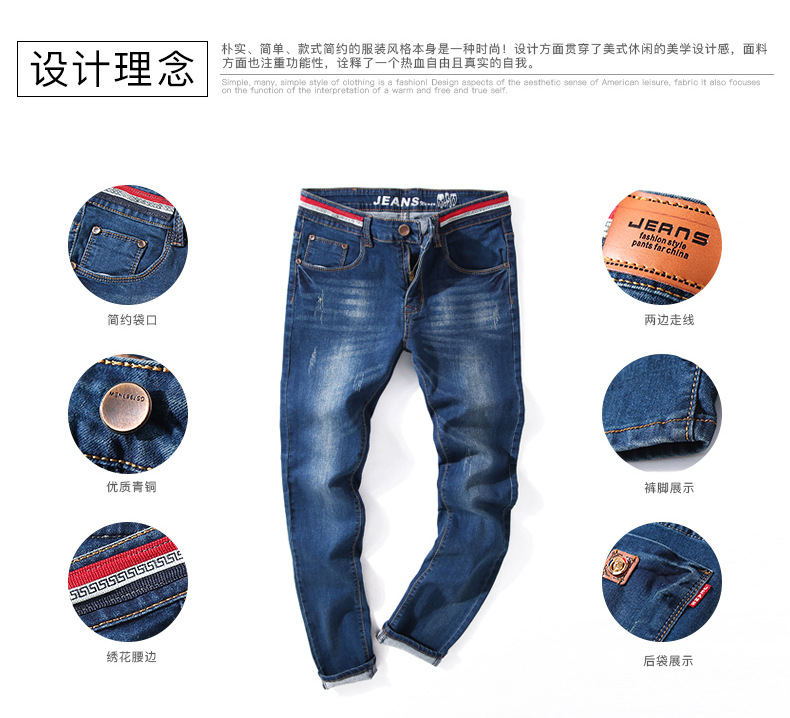 设计理念
朴实、简单、款式简约的服装风格本身是一种时尚！设计方面贯穿了美式休闲的美学设计感，面料
方面也注重功能性，诠释了一个热血自由且真实的自我。
Simple, many, simple style of clothing is a fashion! Design aspects of the aesthetic sense of American leisure, fabric it also focuses
on the function of the interpretation of a warm and free and true self.
JEANS
简约袋口
JEANS
fashion style
pants far china
两边走线
优质青铜
裤脚展示
绣花腰边
后袋展示